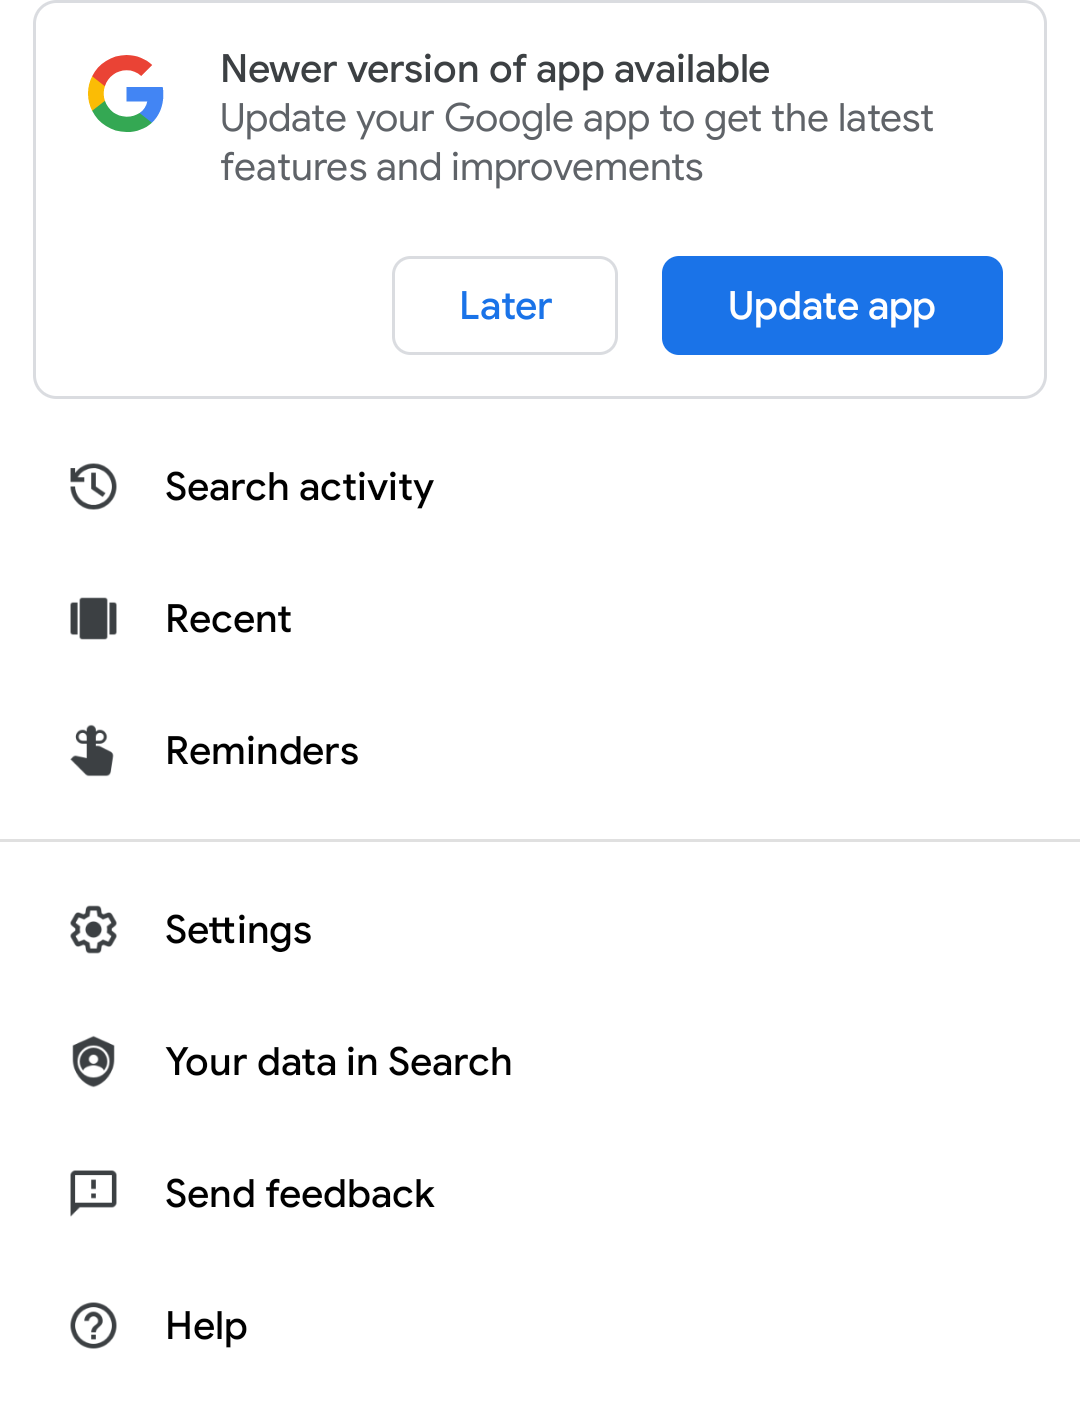 Newer version of app available
Update your Google app to get the latest
features and improvements
Later
Update app
Search activity
Recent
Reminders
Settings
Your data in Search
Send feedback
Help